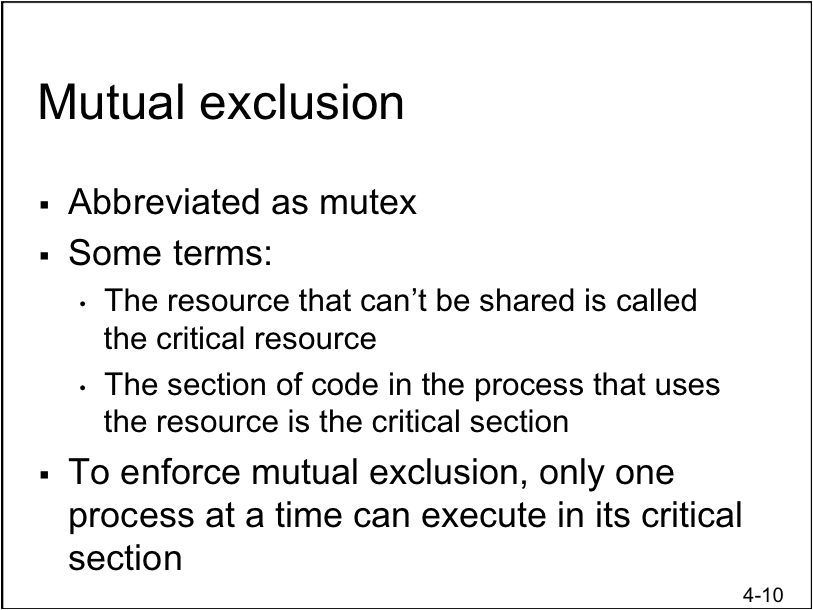 Mutual exclusion
▪ Abbreviated as mutex
▪ Some terms:
• The resource that can't be shared is called
the critical resource
• The section of code in the process that uses
the resource is the critical section
▪ To enforce mutual exclusion, only one
process at a time can execute in its critical
section
4-10